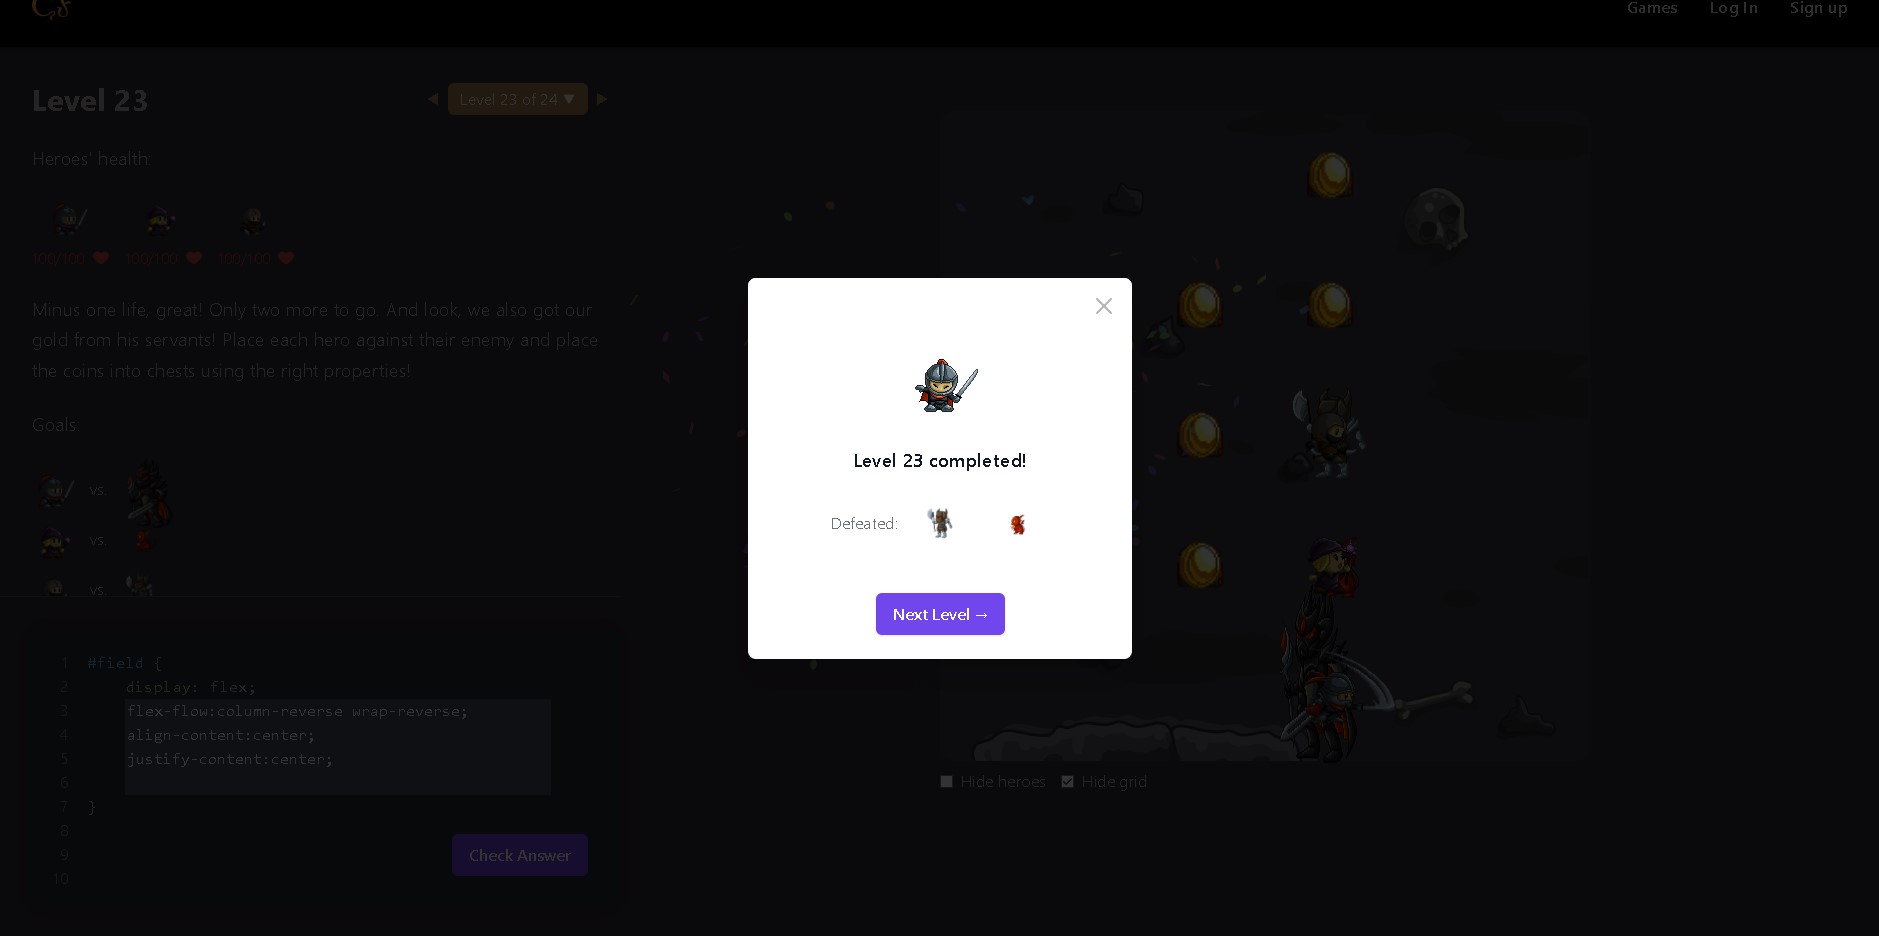 Games Log In Sign up
Level 23
◀ Level 23 of 24 ▼ ▶
Heroes' health:
100/100 100/100 100/100
Minus one life, great! Only two more to go. And look, we also got our
gold from his servants! Place each hero against their enemy and place
the coins into chests using the right properties!
Goals:
vs.
vs.
vs.
Level 23 completed!
Defeated:
Next Level →
1 #field {
2 display: flex;
3 flex-flow:column-reverse wrap-reverse;
4 align-content:center;
5 justify-content:center;
6
7 }
8
9
10
Check Answer
Hide heroes Hide grid